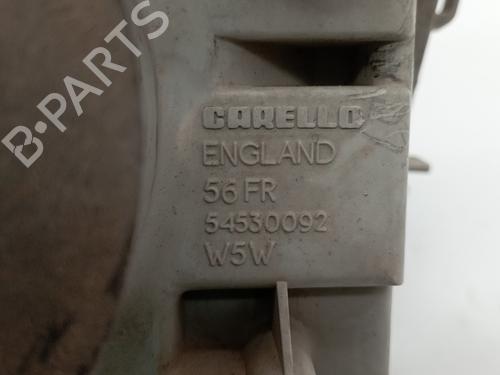 B-PARTS
CARELLO
ENGLAND
56 FR
54530092
W5W